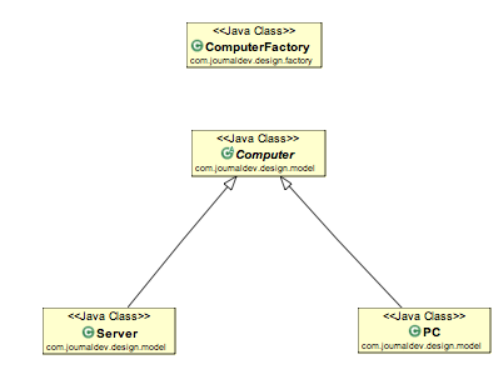 <<Java Class>>
ComputerFactory
com.journaldev.design.factory
<<Java Class>>
Computer
com.journaldev.design.model
<<Java Class>>
Server
com.journaldev.design.model
<<Java Class>>
PC
com.journaldev.design.model